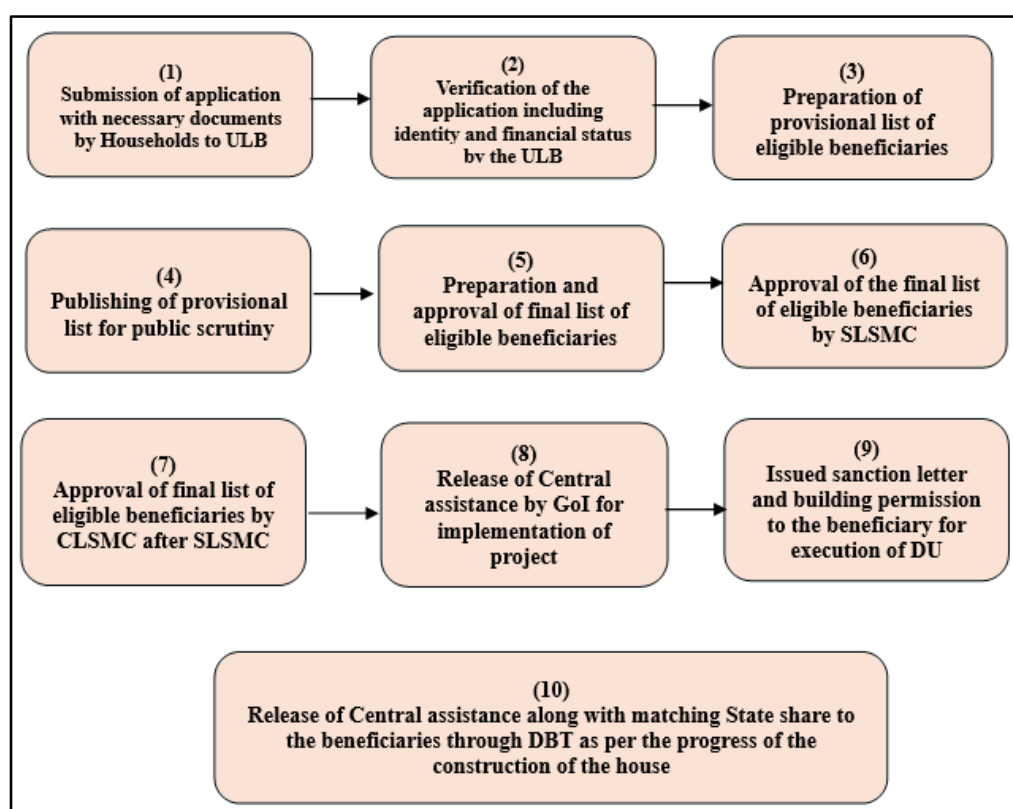 (1)
Submission of application
with necessary documents
by Households to ULB
(2)
Verification of the
application including
identity and financial status
by the ULB
(3)
Preparation of
provisional list of
eligible beneficiaries
(4)
Publishing of provisional
list for public scrutiny
(5)
Preparation and
approval of final list of
eligible beneficiaries
(6)
Approval of the final list
of eligible beneficiaries
by SLSMC
(7)
Approval of final list of
eligible beneficiaries by
CLSMC after SLSMC
(8)
Release of Central
assistance by GoI for
implementation of
project
(9)
Issued sanction letter
and building permission
to the beneficiary for
execution of DU
(10)
Release of Central assistance along with matching State share to
the beneficiaries through DBT as per the progress of the
construction of the house